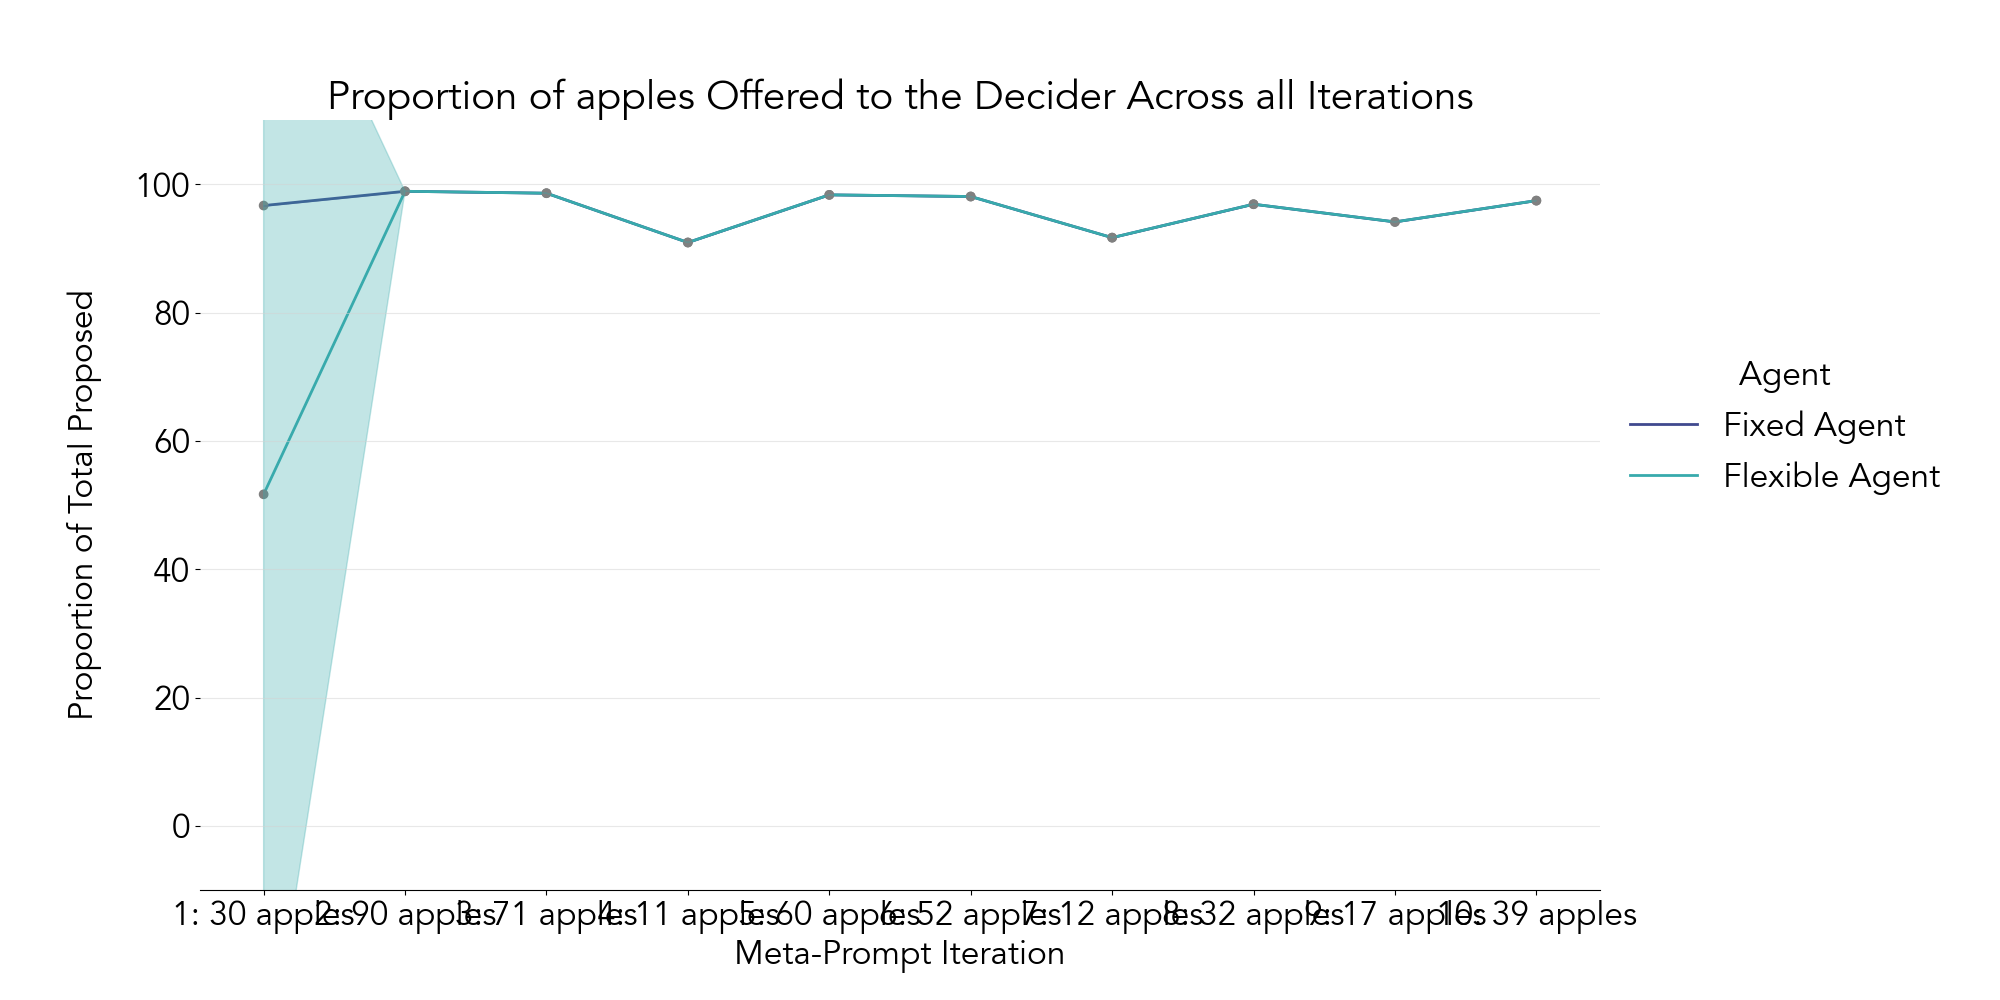 Proportion of apples Offered to the Decider Across all Iterations
Proportion of Total Proposed
100
80
60
40
20
0
1: 30 apples
2: 90 apples
3: 71 apples
4: 11 apples
5: 60 apples
6: 52 apples
7: 12 apples
8: 32 apples
9: 17 apples
10: 39 apples
Meta-Prompt Iteration
Agent
Fixed Agent
Flexible Agent